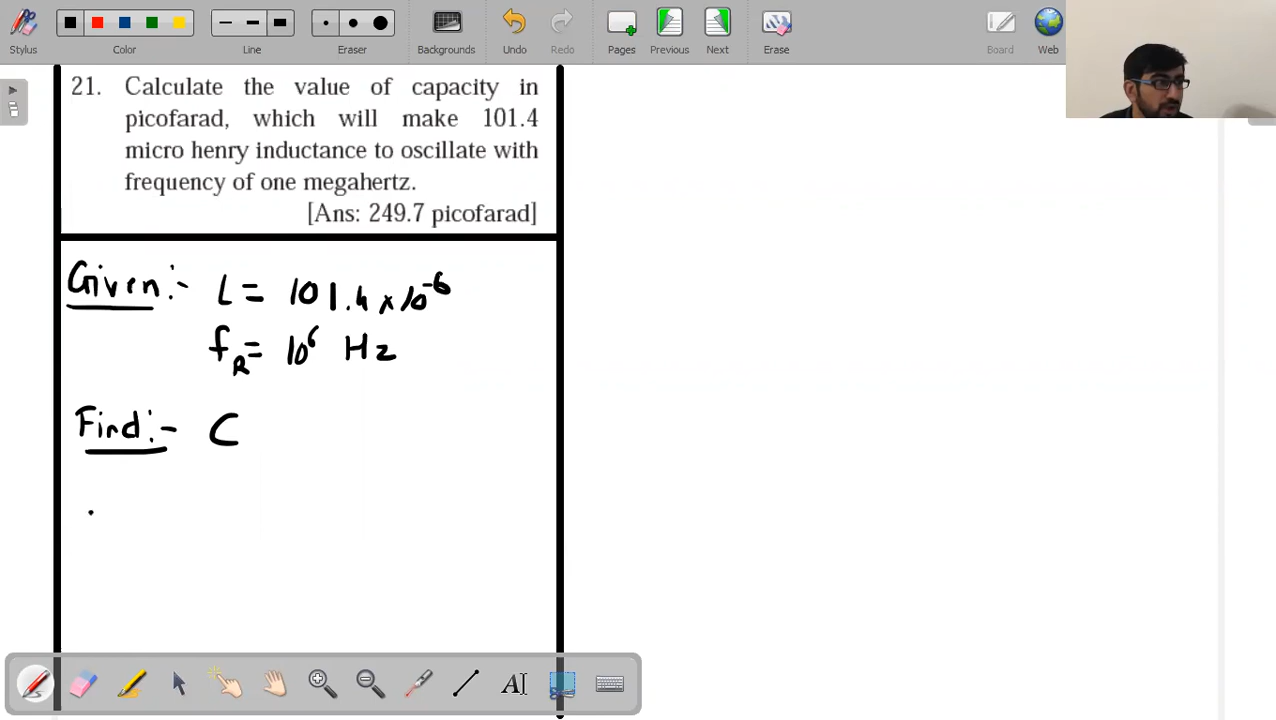 Stylus
Color
Line
Eraser
Backgrounds
Undo
Redo
Pages
Previous
Next
Erase
Board
Web
21. Calculate the value of capacity in
picofarad, which will make 101.4
micro henry inductance to oscillate with
frequency of one megahertz.
[Ans: 249.7 picofarad]
Given:- L = 101.4 × 10⁻⁶
f_R = 10⁶ Hz
Find:- C